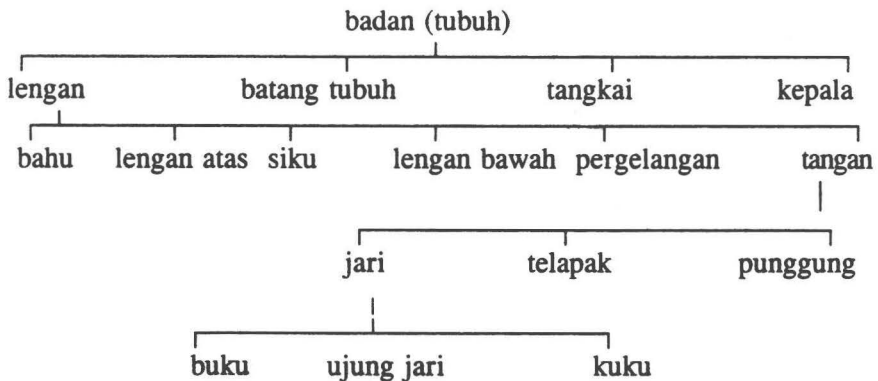 badan (tubuh)
lengan batang tubuh tangkai kepala
bahu lengan atas siku lengan bawah pergelangan tangan
jari telapak punggung
buku ujung jari kuku